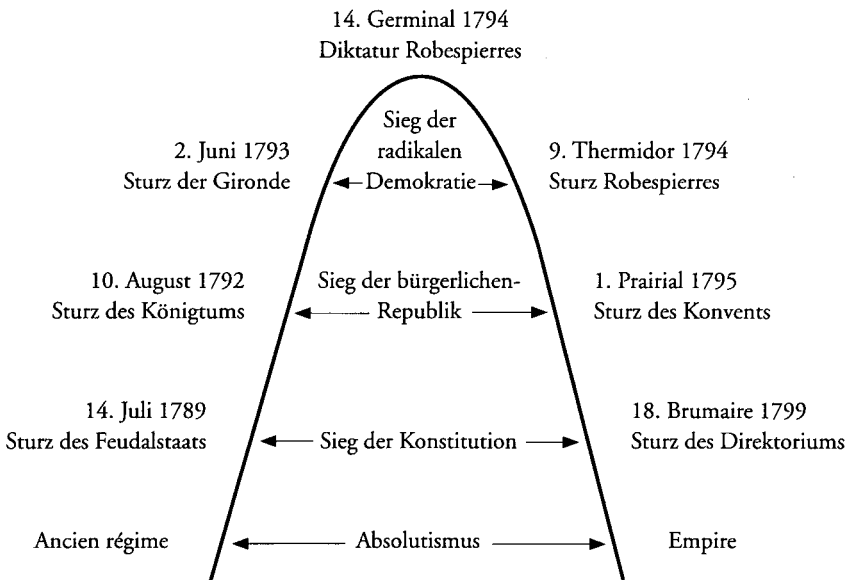 14. Germinal 1794
Diktatur Robespierres
Sieg der
radikalen
Demokratie
2. Juni 1793
Sturz der Gironde
9. Thermidor 1794
Sturz Robespierres
10. August 1792
Sturz des Königtums
Sieg der bürgerlichen-
Republik
1. Prairial 1795
Sturz des Konvents
14. Juli 1789
Sturz des Feudalstaats
Sieg der Konstitution
18. Brumaire 1799
Sturz des Direktoriums
Ancien régime
Absolutismus
Empire